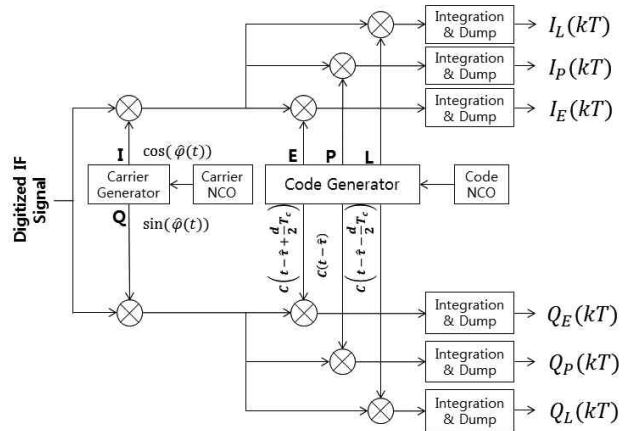 Integration
& Dump
I_L(kT)
Integration
& Dump
I_P(kT)
Integration
& Dump
I_E(kT)
Digitized IF
Signal
I
cos(φ̂(t))
Carrier
Generator
Carrier
NCO
Q
sin(φ̂(t))
E P L
Code Generator
Code
NCO
C(t-τ̂+d/2 T_c)
C(t-τ̂)
C(t-τ̂-d/2 T_c)
Integration
& Dump
Q_E(kT)
Integration
& Dump
Q_P(kT)
Integration
& Dump
Q_L(kT)